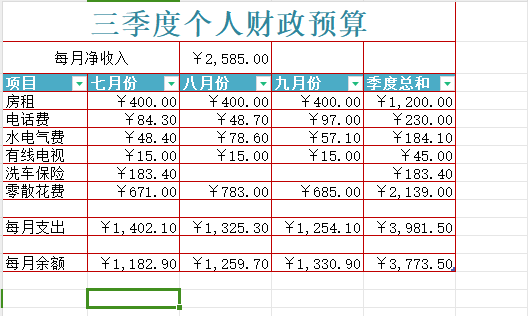 三季度个人财政预算
每月净收入 ￥2,585.00
项目 七月份 八月份 九月份 季度总和
房租 ￥400.00 ￥400.00 ￥400.00 ￥1,200.00
电话费 ￥84.30 ￥48.70 ￥97.00 ￥230.00
水电气费 ￥48.40 ￥78.60 ￥57.10 ￥184.10
有线电视 ￥15.00 ￥15.00 ￥15.00 ￥45.00
洗车保险 ￥183.40 ￥183.40
零散花费 ￥671.00 ￥783.00 ￥685.00 ￥2,139.00
每月支出 ￥1,402.10 ￥1,325.30 ￥1,254.10 ￥3,981.50
每月余额 ￥1,182.90 ￥1,259.70 ￥1,330.90 ￥3,773.50